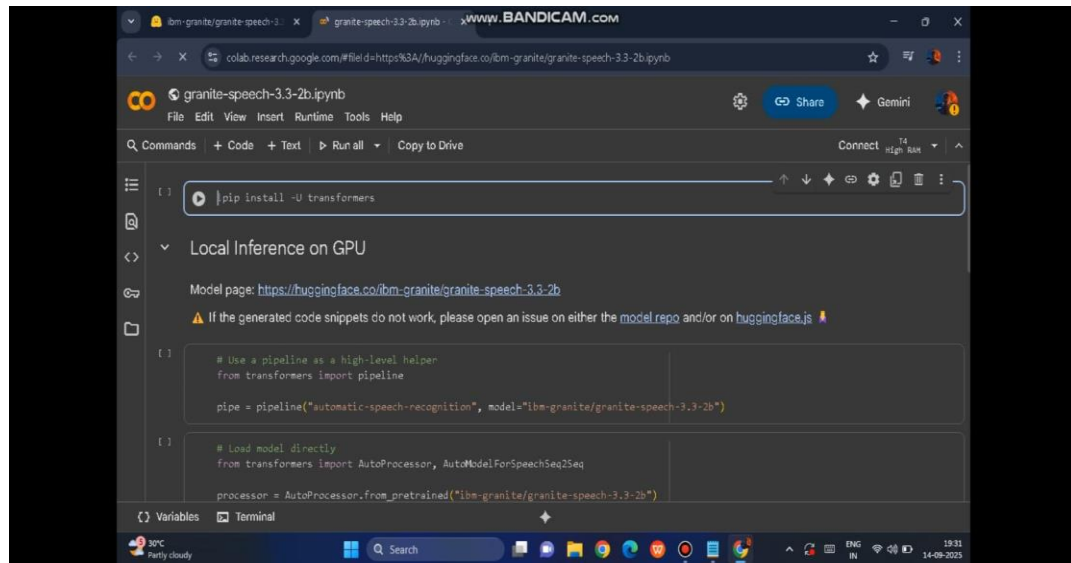 www.BANDICAM.com
ibm-granite/granite-speech-3.
granite-speech-3.3-2b.ipynb - C
colab.research.google.com/#fileId=https%3A//huggingface.co/ibm-granite/granite-speech-3.3-2b.ipynb
granite-speech-3.3-2b.ipynb
Share
Gemini
File Edit View Insert Runtime Tools Help
Commands + Code + Text Run all Copy to Drive
Connect T4 High RAM
[ ] !pip install -U transformers
Local Inference on GPU
Model page: https://huggingface.co/ibm-granite/granite-speech-3.3-2b
⚠️ If the generated code snippets do not work, please open an issue on either the model repo and/or on huggingface.js
[ ] # Use a pipeline as a high-level helper
from transformers import pipeline
pipe = pipeline("automatic-speech-recognition", model="ibm-granite/granite-speech-3.3-2b")
[ ] # Load model directly
from transformers import AutoProcessor, AutoModelForSpeechSeq2Seq
processor = AutoProcessor.from_pretrained("ibm-granite/granite-speech-3.3-2b")
{} Variables Terminal
30°C
Partly cloudy
Search
ENG
IN
19:31
14-09-2025